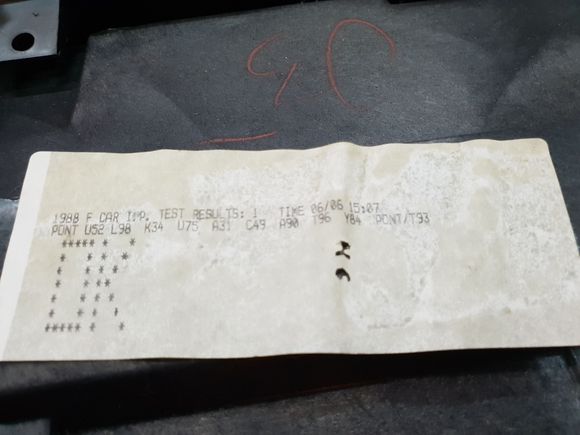 1988 F CAR IMP. TEST RESULTS: 1 TIME 06/06 15:07
PONT U52 L98 K34 U75 A31 C49 A90 T96 Y84 PONT/T93